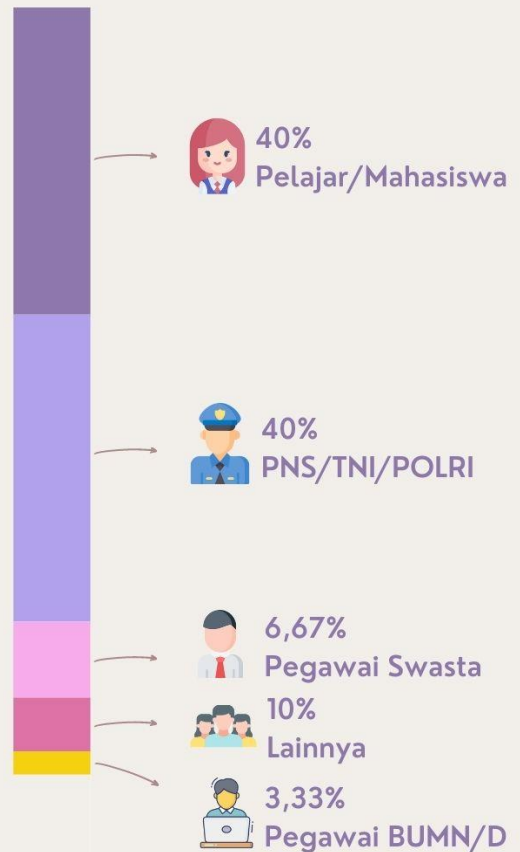 40%
Pelajar/Mahasiswa
40%
PNS/TNI/POLRI
6,67%
Pegawai Swasta
10%
Lainnya
3,33%
Pegawai BUMN/D